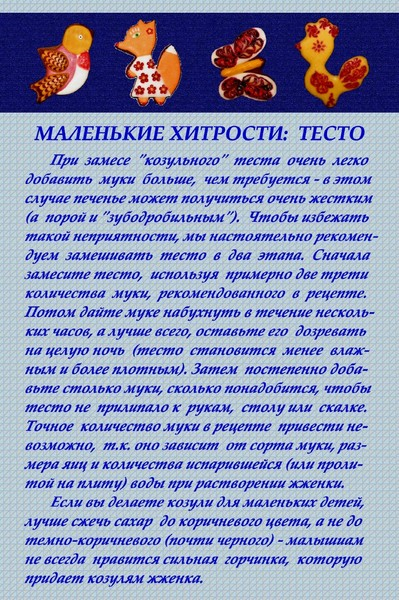 МАЛЕНЬКИЕ ХИТРОСТИ: ТЕСТО
При замесе "козульного" теста очень легко
добавить муки больше, чем требуется - в этом
случае печенье может получиться очень жестким
(а порой и "зубодробильным"). Чтобы избежать
такой неприятности, мы настоятельно рекомен-
дуем замешивать тесто в два этапа. Сначала
замесите тесто, используя примерно две трети
количества муки, рекомендованного в рецепте.
Потом дайте муке набухнуть в течение несколь-
ких часов, а лучше всего, оставьте его дозревать
на целую ночь (тесто становится менее влаж-
ным и более плотным). Затем постепенно доба-
вьте столько муки, сколько понадобится, чтобы
тесто не прилипало к рукам, столу или скалке.
Точное количество муки в рецепте привести не-
возможно, т.к. оно зависит от сорта муки, раз-
мера яиц и количества испарившейся (или проли-
той на плиту) воды при растворении жженки.
Если вы делаете козули для маленьких детей,
лучше сжечь сахар до коричневого цвета, а не до
темно-коричневого (почти черного) - малышиам
не всегда нравится сильная горчинка, которую
придает козулям жженка.